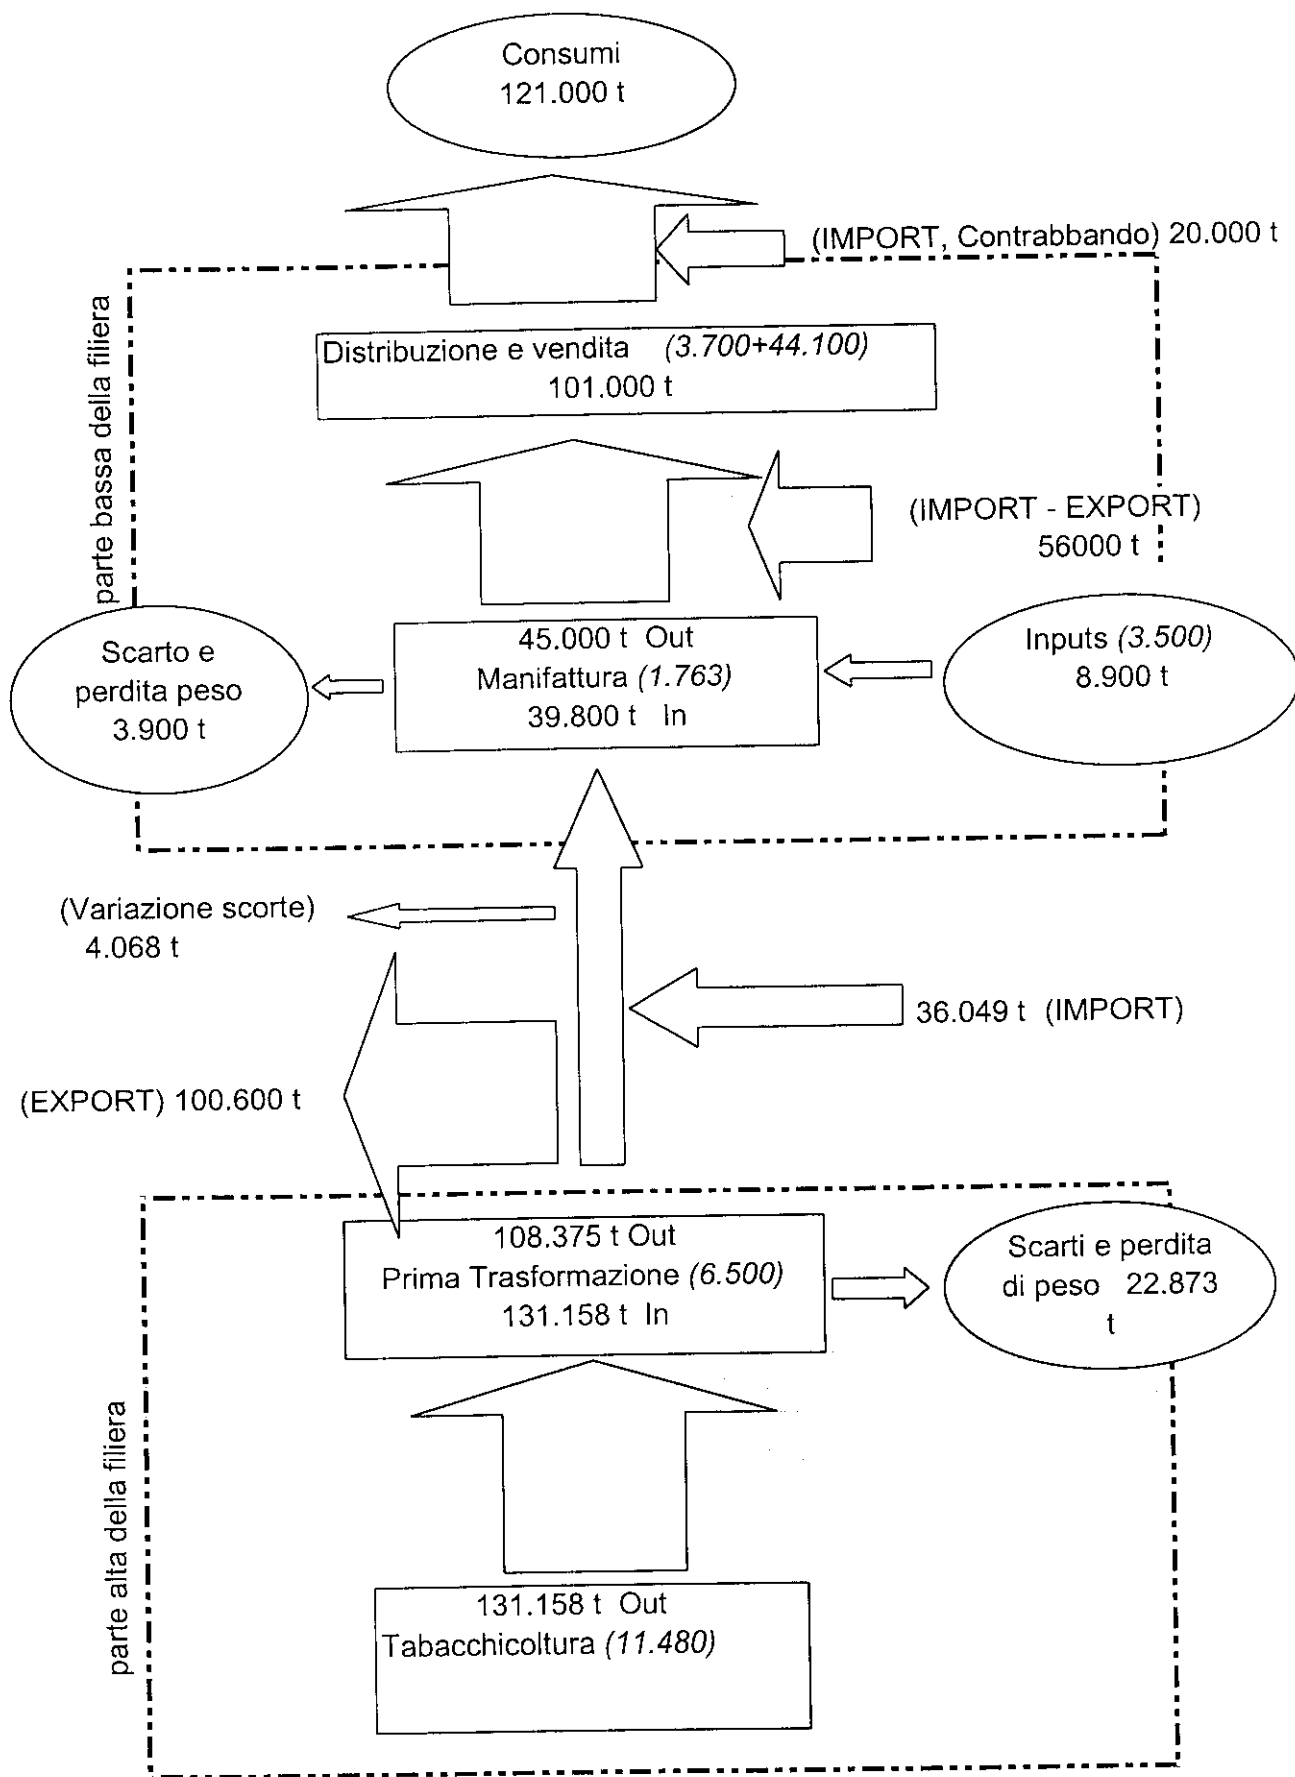 Consumi
121.000 t
(IMPORT, Contrabbando) 20.000 t
parte bassa della filiera
Distribuzione e vendita (3.700+44.100)
101.000 t
(IMPORT - EXPORT)
56000 t
Scarto e
perdita peso
3.900 t
45.000 t Out
Manifattura (1.763)
39.800 t In
Inputs (3.500)
8.900 t
(Variazione scorte)
4.068 t
36.049 t (IMPORT)
(EXPORT) 100.600 t
parte alta della filiera
108.375 t Out
Prima Trasformazione (6.500)
131.158 t In
Scarti e perdita
di peso 22.873
t
131.158 t Out
Tabacchicoltura (11.480)